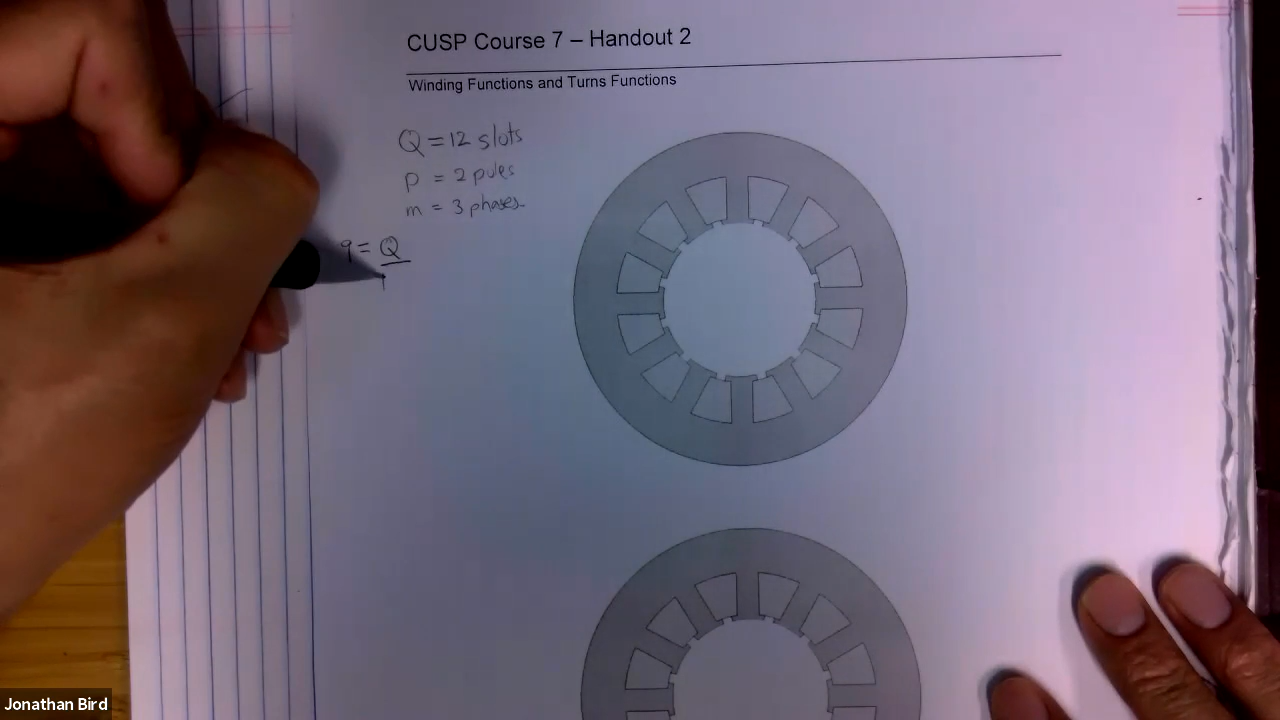 CUSP Course 7 – Handout 2
Winding Functions and Turns Functions
Q = 12 slots
p = 2 poles
m = 3 phases
q = Q
Jonathan Bird